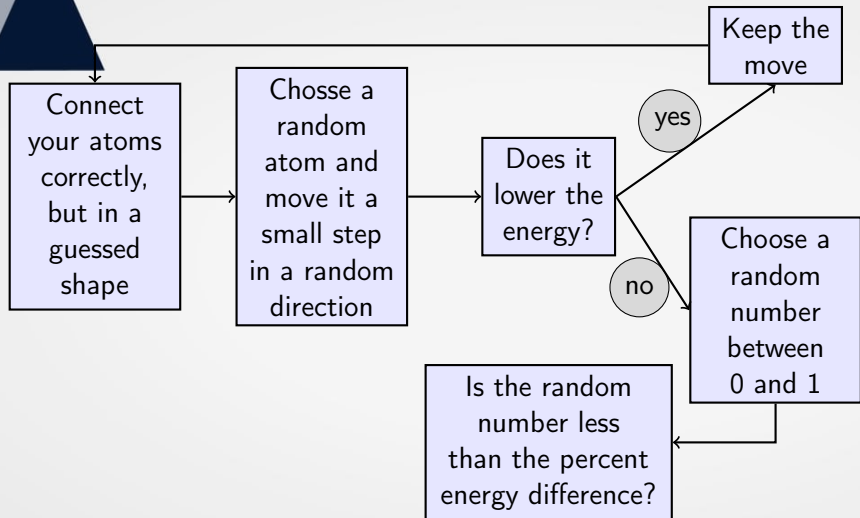 Connect
your atoms
correctly,
but in a
guessed
shape
Chosse a
random
atom and
move it a
small step
in a random
direction
Does it
lower the
energy?
yes
Keep the
move
no
Choose a
random
number
between
0 and 1
Is the random
number less
than the percent
energy difference?